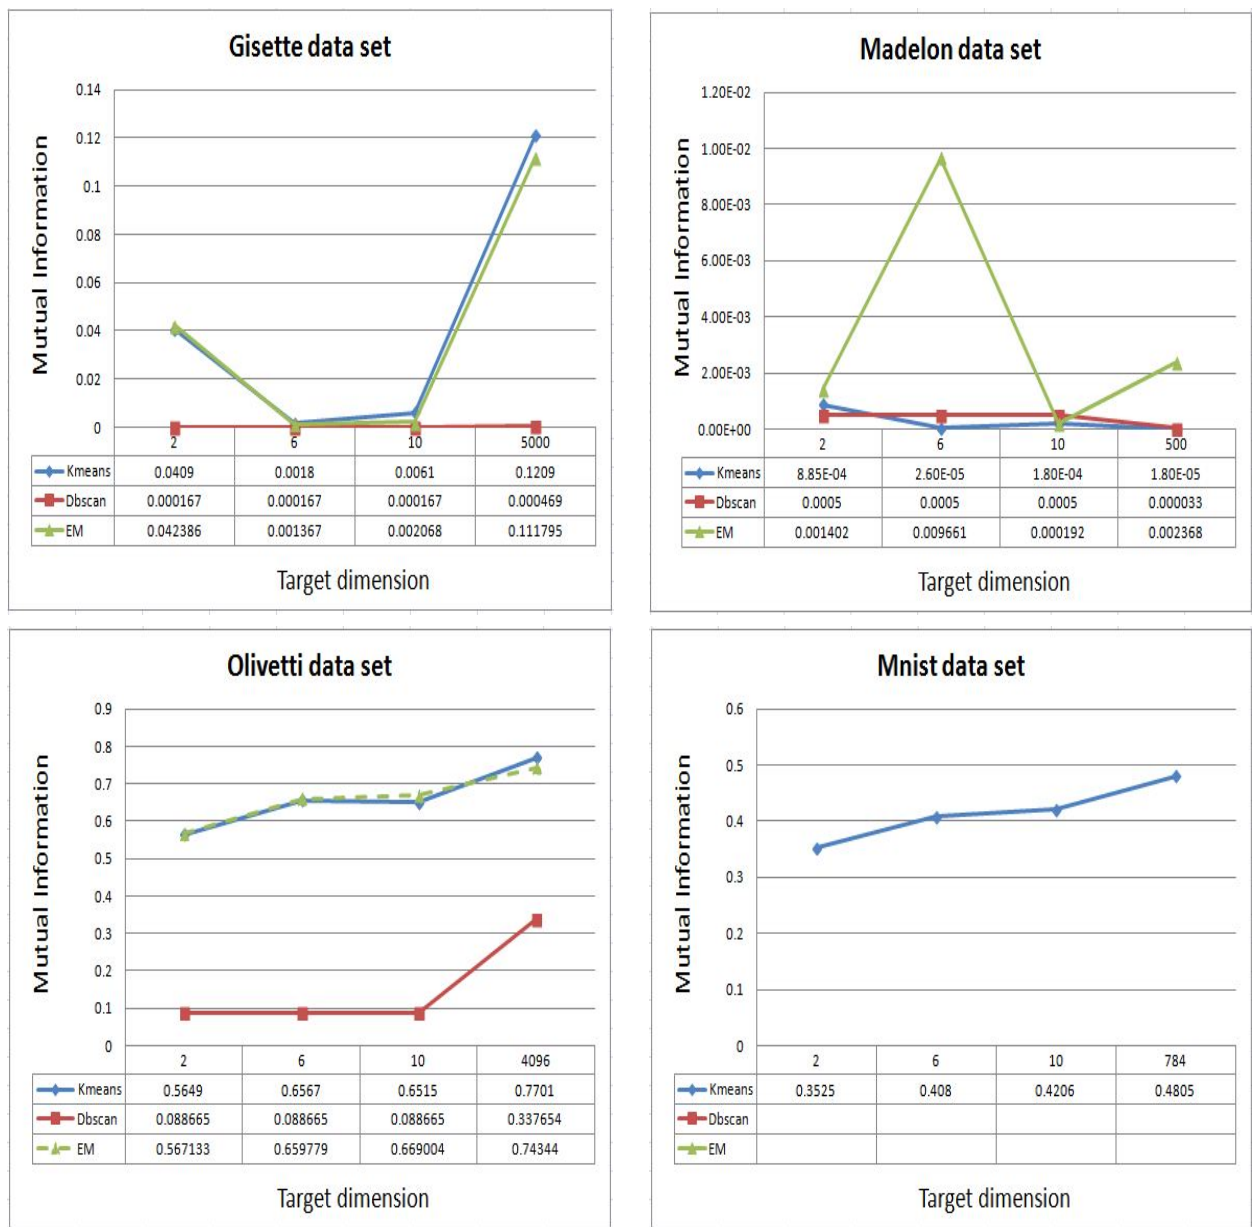 Gisette data set
Mutual Information
0.14
0.12
0.1
0.08
0.06
0.04
0.02
0
2 6 10 5000
Kmeans 0.0409 0.0018 0.0061 0.1209
Dbscan 0.000167 0.000167 0.000167 0.000469
EM 0.042386 0.001367 0.002068 0.111795
Target dimension
Madelon data set
Mutual Information
1.20E-02
1.00E-02
8.00E-03
6.00E-03
4.00E-03
2.00E-03
0.00E+00
2 6 10 500
Kmeans 8.85E-04 2.60E-05 1.80E-04 1.80E-05
Dbscan 0.0005 0.0005 0.0005 0.000033
EM 0.001402 0.009661 0.000192 0.002368
Target dimension
Olivetti data set
Mutual Information
0.9
0.8
0.7
0.6
0.5
0.4
0.3
0.2
0.1
0
2 6 10 4096
Kmeans 0.5649 0.6567 0.6515 0.7701
Dbscan 0.088665 0.088665 0.088665 0.337654
EM 0.567133 0.659779 0.669004 0.74344
Target dimension
Mnist data set
Mutual Information
0.6
0.5
0.4
0.3
0.2
0.1
0
2 6 10 784
Kmeans 0.3525 0.408 0.4206 0.4805
Dbscan
EM
Target dimension